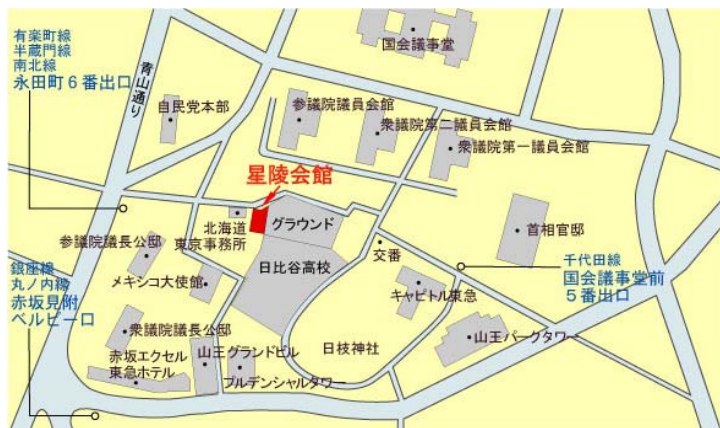 有楽町線
半蔵門線
南北線
永田町6番出口
青山通り
国会議事堂
自民党本部
参議院議員会館
衆議院第二議員会館
衆議院第一議員会館
星陵会館
北海道
東京事務所
グラウンド
首相官邸
参議院議長公邸
交番
日比谷高校
千代田線
国会議事堂前
5番出口
銀座線
丸ノ内線
赤坂見附
ベルビー口
メキシコ大使館
キャピトル東急
衆議院議長公邸
山王パークタワー
日枝神社
赤坂エクセル
東急ホテル
山王グランドビル
プルデンシャルタワー